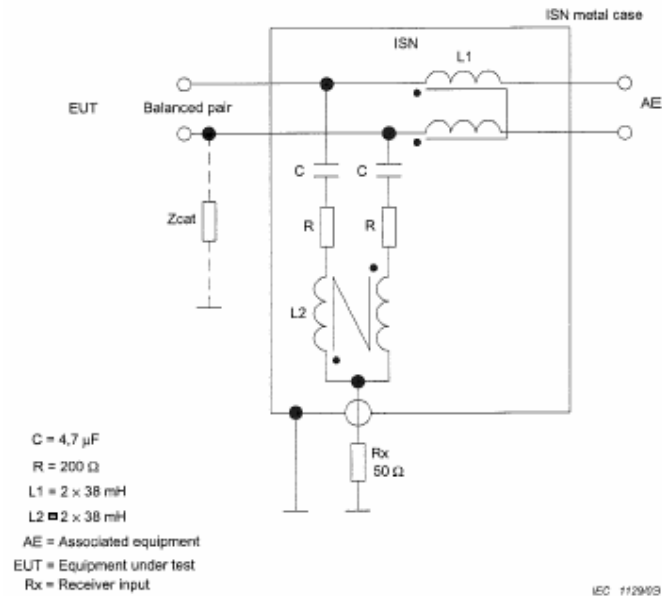 ISN metal case
ISN
L1
EUT
Balanced pair
AE
C
C
Zcat
R
R
L2
Rx
50 Ω
C = 4,7 µF
R = 200 Ω
L1 = 2 × 38 mH
L2 = 2 × 38 mH
AE = Associated equipment
EUT = Equipment under test
Rx = Receiver input
IEC 1129/03